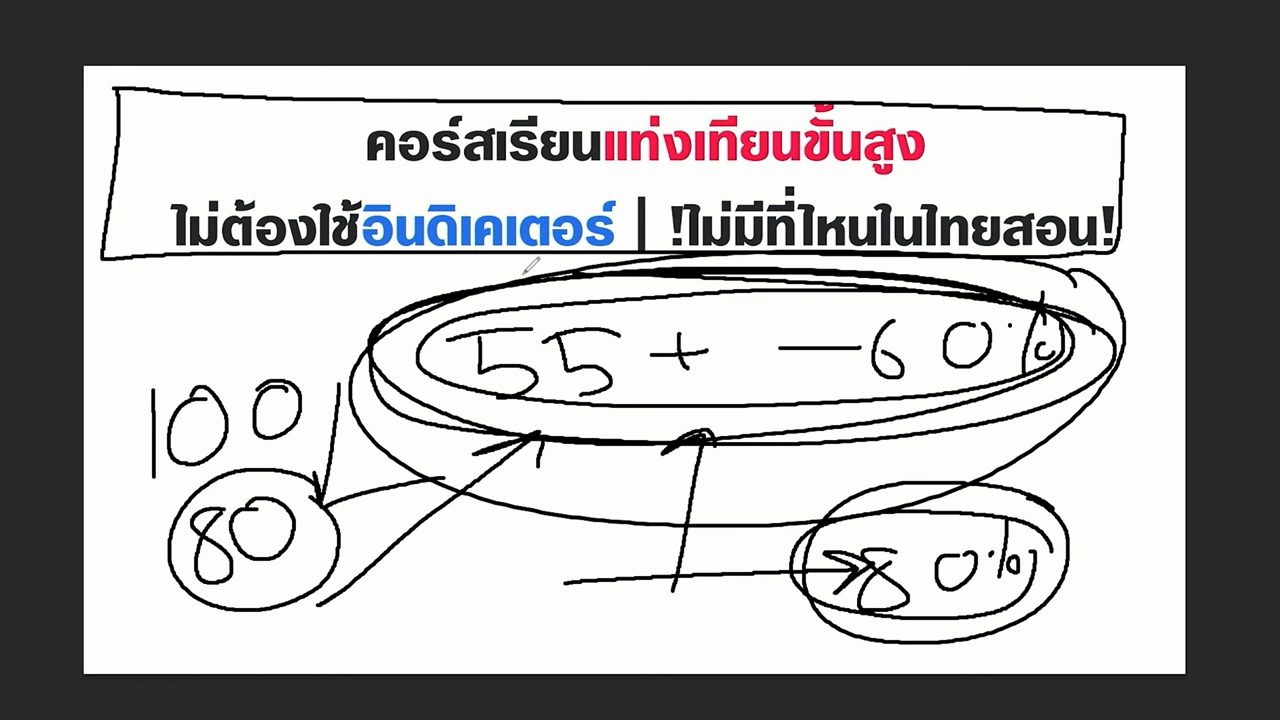 คอร์สเรียนแท่งเทียนขั้นสูง
ไม่ต้องใช้อินดิเคเตอร์ | !ไม่มีที่ไหนในไทยสอน!
55 + - 60%
100
80
80%